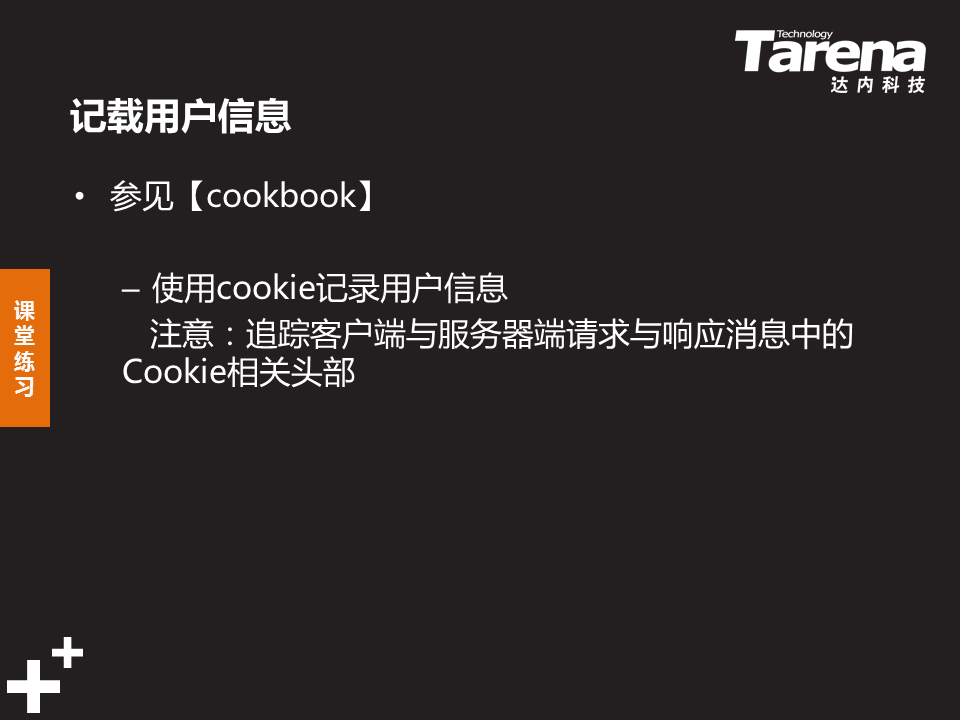 Technology
Tarena
达内科技
记载用户信息
• 参见【cookbook】
– 使用cookie记录用户信息
注意：追踪客户端与服务器端请求与响应消息中的
Cookie相关头部
课
堂
练
习